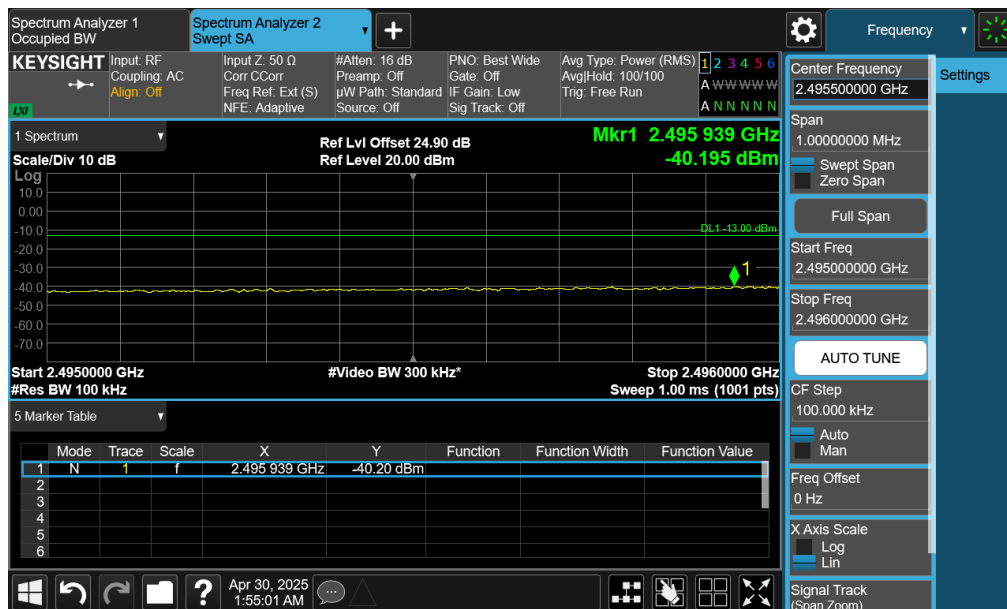 Spectrum Analyzer 1
Occupied BW
Spectrum Analyzer 2
Swept SA
Frequency
KEYSIGHT
LXI
Input: RF
Coupling: AC
Align: Off
Input Z: 50 Ω
Corr CCorr
Freq Ref: Ext (S)
NFE: Adaptive
#Atten: 16 dB
Preamp: Off
µW Path: Standard
Source: Off
PNO: Best Wide
Gate: Off
IF Gain: Low
Sig Track: Off
Avg Type: Power (RMS)
Avg|Hold: 100/100
Trig: Free Run
1 2 3 4 5 6
A W W W W W
A N N N N N
1 Spectrum
Scale/Div 10 dB
Ref Lvl Offset 24.90 dB
Ref Level 20.00 dBm
Mkr1 2.495 939 GHz
-40.195 dBm
Log
10.0
0.00
-10.0
-20.0
-30.0
-40.0
-50.0
-60.0
-70.0
DL1 -13.00 dBm
1
Start 2.4950 GHz
#Res BW 100 kHz
#Video BW 300 kHz*
Stop 2.4960 GHz
Sweep 1.00 ms (1001 pts)
5 Marker Table
Mode Trace Scale X Y Function Function Width Function Value
1 N 1 f 2.495 939 GHz -40.20 dBm
2
3
4
5
6
Apr 30, 2025
1:55:01 AM
Center Frequency
2.495500000 GHz
Span
1.00000000 MHz
Swept Span
Zero Span
Full Span
Start Freq
2.495000000 GHz
Stop Freq
2.496000000 GHz
AUTO TUNE
CF Step
100.000 kHz
Auto
Man
Freq Offset
0 Hz
X Axis Scale
Log
Lin
Signal Track
(Span Zoom)
Settings